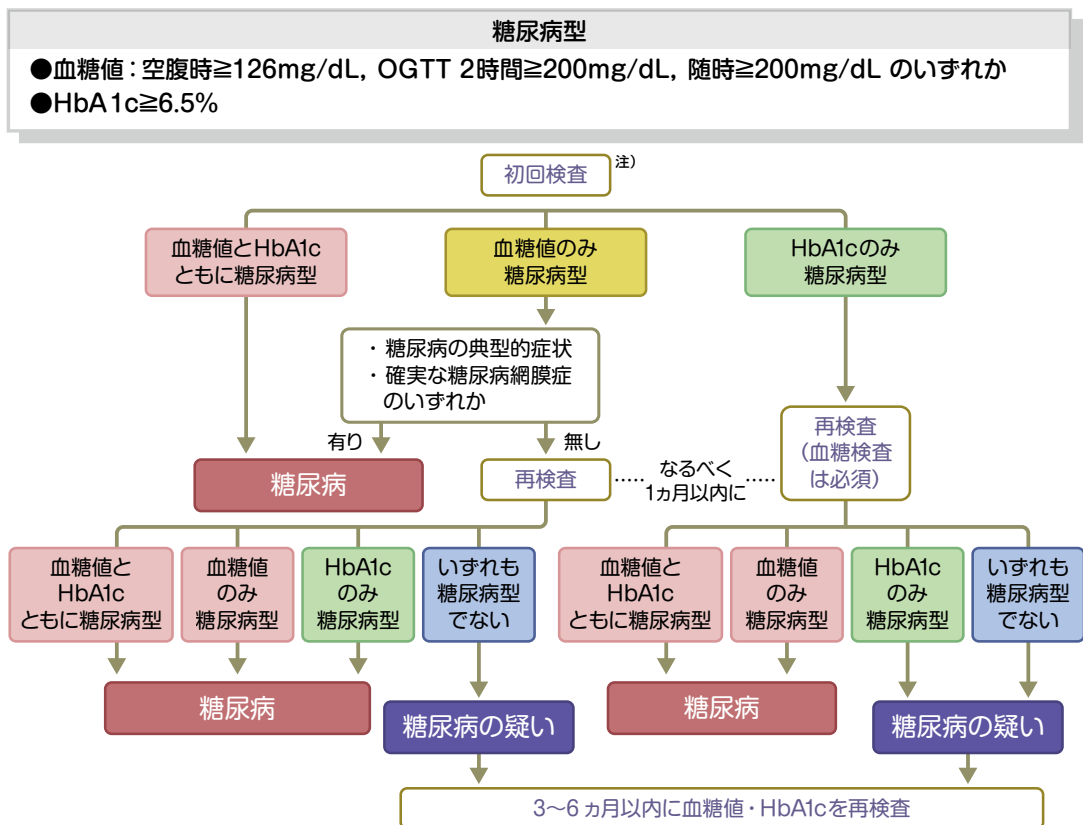 糖尿病型
●血糖値：空腹時≧126mg/dL，OGTT 2時間≧200mg/dL，随時≧200mg/dL のいずれか
●HbA1c≧6.5%
初回検査 注）
血糖値とHbA1c
ともに糖尿病型
血糖値のみ
糖尿病型
HbA1cのみ
糖尿病型
・糖尿病の典型的症状
・確実な糖尿病網膜症
のいずれか
有り
無し
糖尿病
再検査
なるべく
1ヵ月以内に
再検査
（血糖検査
は必須）
血糖値と
HbA1c
ともに糖尿病型
血糖値
のみ
糖尿病型
HbA1c
のみ
糖尿病型
いずれも
糖尿病型
でない
血糖値と
HbA1c
ともに糖尿病型
血糖値
のみ
糖尿病型
HbA1c
のみ
糖尿病型
いずれも
糖尿病型
でない
糖尿病
糖尿病の疑い
糖尿病
糖尿病の疑い
3～6ヵ月以内に血糖値・HbA1cを再検査